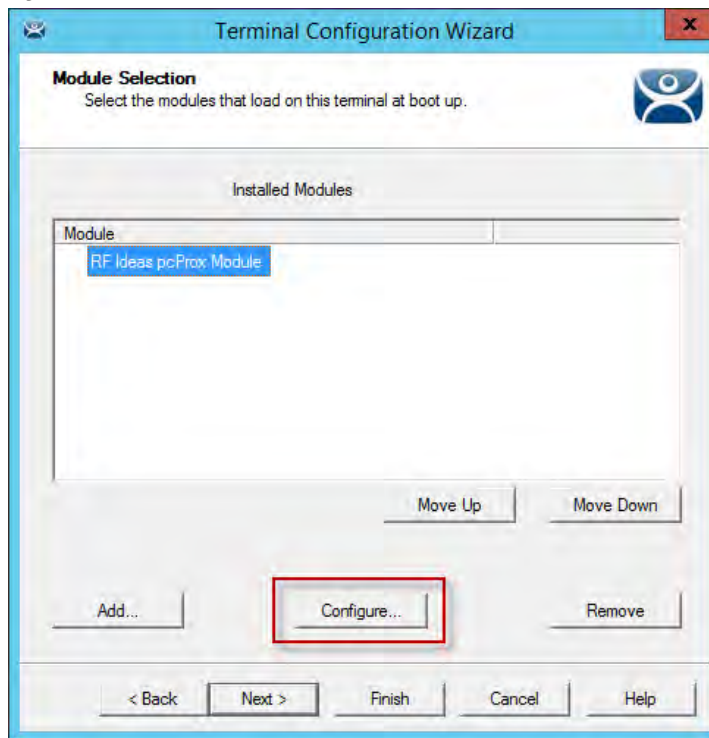 Terminal Configuration Wizard
x
Module Selection
Select the modules that load on this terminal at boot up.
Installed Modules
Module
RF Ideas pcProx Module
Move Up Move Down
Add... Configure... Remove
< Back Next > Finish Cancel Help